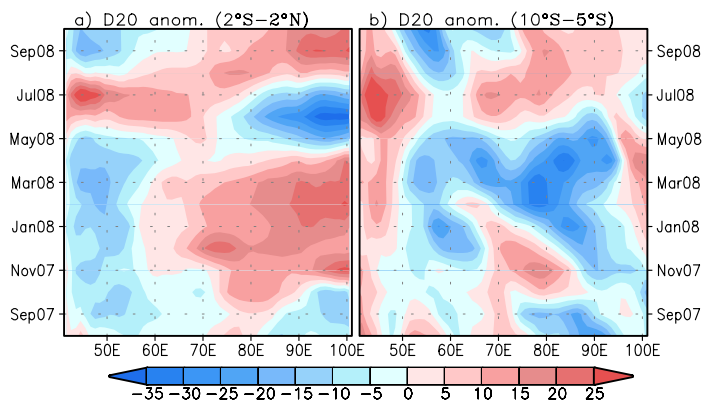 a) D20 anom. (2°S−2°N)
b) D20 anom. (10°S−5°S)
Sep08 Sep08
Jul08 Jul08
May08 May08
Mar08 Mar08
Jan08 Jan08
Nov07 Nov07
Sep07 Sep07
50E 60E 70E 80E 90E 100E 50E 60E 70E 80E 90E 100E
−35 −30 −25 −20 −15 −10 −5 0 5 10 15 20 25